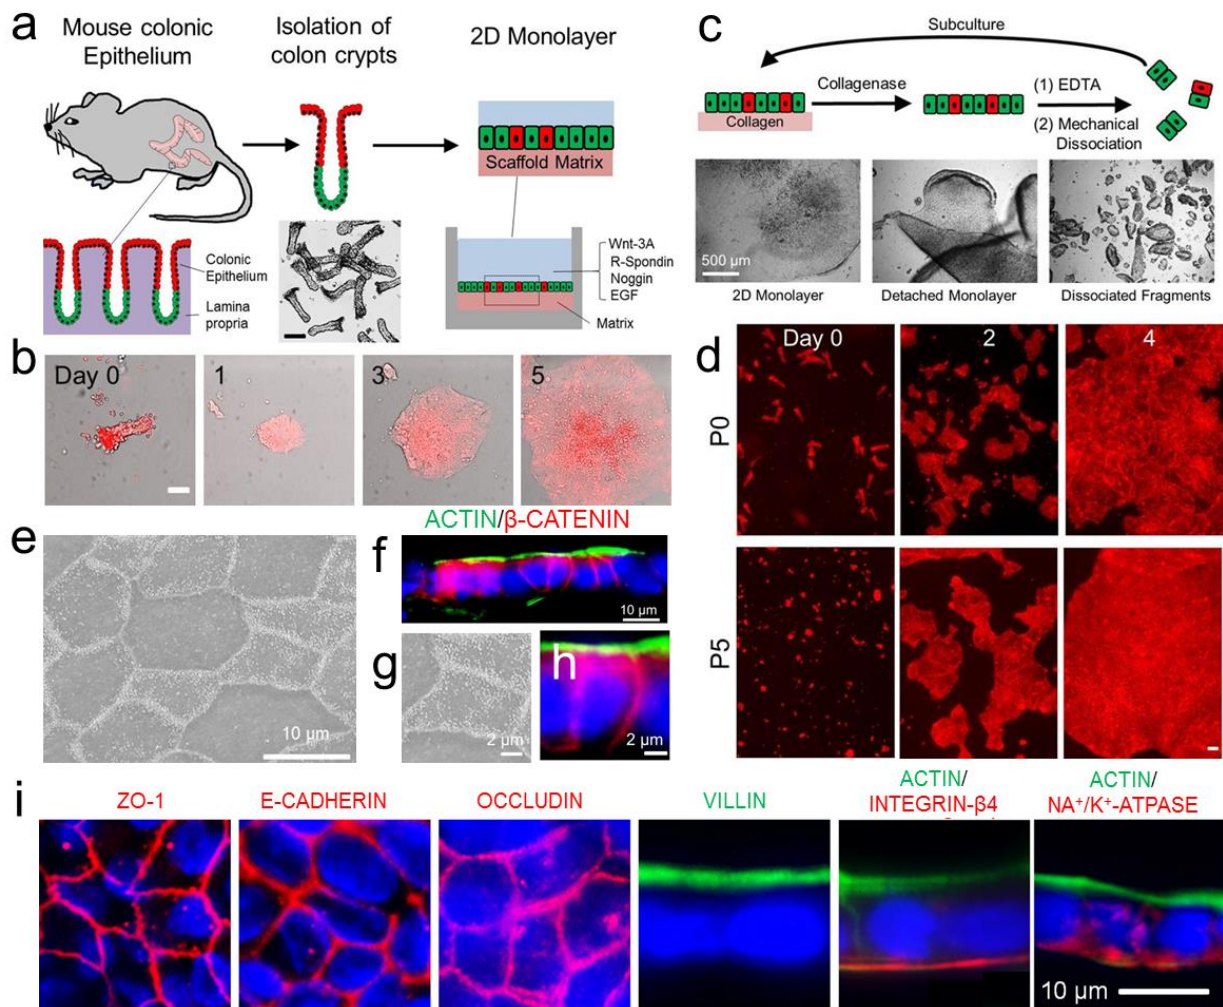 a
Mouse colonic
Epithelium
Isolation of
colon crypts
2D Monolayer
Scaffold Matrix
Colonic
Epithelium
Lamina
propria
Wnt-3A
R-Spondin
Noggin
EGF
Matrix
b
Day 0
1
3
5
c
Subculture
Collagenase
Collagen
(1) EDTA
(2) Mechanical
Dissociation
500 µm
2D Monolayer
Detached Monolayer
Dissociated Fragments
d
Day 0
2
4
P0
P5
e
10 µm
ACTIN/β-CATENIN
f
10 µm
g
2 µm
h
2 µm
i
ZO-1
E-CADHERIN
OCCLUDIN
VILLIN
ACTIN/
INTEGRIN-β4
ACTIN/
NA⁺/K⁺-ATPASE
10 µm